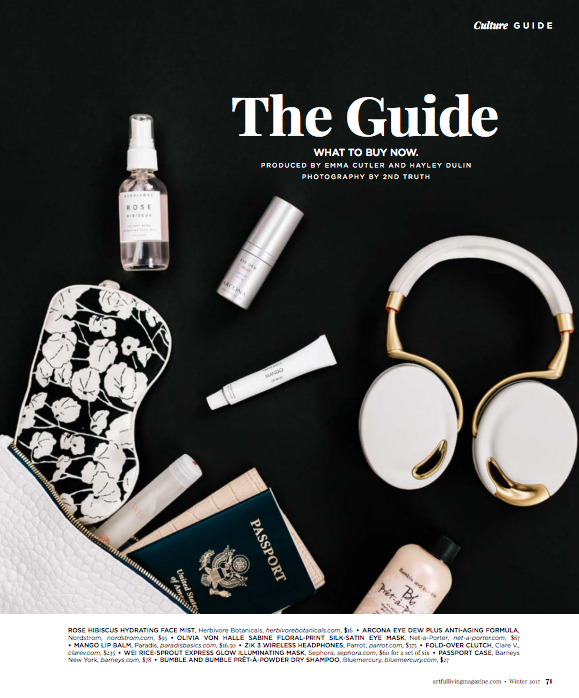 Culture GUIDE
The Guide
WHAT TO BUY NOW.
PRODUCED BY EMMA CUTLER AND HAYLEY DULIN
PHOTOGRAPHY BY 2ND TRUTH
ROSE
HIBISCUS
ARCONA
MANGO
PASSPORT
United States
of America
Bumble and bumble
Bb.
Prêt-à-
ROSE HIBISCUS HYDRATING FACE MIST, Herbivore Botanicals, herbivorebotanicals.com, $16 • ARCONA EYE DEW PLUS ANTI-AGING FORMULA,
Nordstrom, nordstrom.com, $95 • OLIVIA VON HALLE SABINE FLORAL-PRINT SILK-SATIN EYE MASK, Net-a-porter, net-a-porter.com, $67
• MANGO LIP BALM, Paradis, paradisbasics.com, $16.50 • ZIK 3 WIRELESS HEADPHONES, Parrot, parrot.com, $375 • FOLD-OVER CLUTCH, Clare V.,
clarev.com, $235 • WEI RICE-SPROUT EXPRESS GLOW ILLUMINATING MASK, Sephora, sephora.com, $60 for a set of six • PASSPORT CASE, Barneys
New York, barneys.com, $78 • BUMBLE AND BUMBLE PRÊT-À-POWDER DRY SHAMPOO, Bluemercury, bluemercury.com, $27
artfullivingmagazine.com • Winter 2017 71